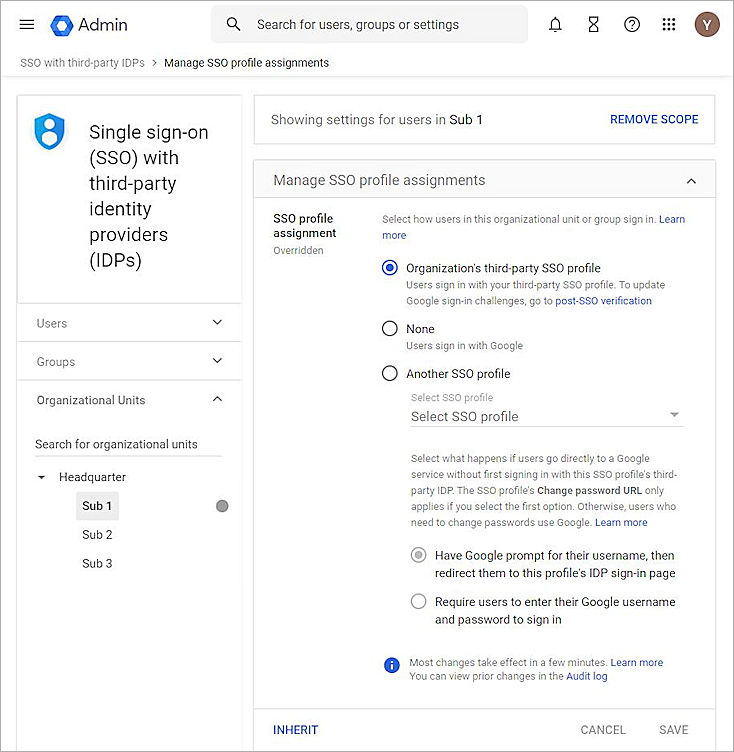 Admin
Search for users, groups or settings
Y
SSO with third-party IDPs > Manage SSO profile assignments
Single sign-on
(SSO) with
third-party
identity
providers
(IDPs)
Users
Groups
Organizational Units
Search for organizational units
Headquarter
Sub 1
Sub 2
Sub 3
Showing settings for users in Sub 1
REMOVE SCOPE
Manage SSO profile assignments
SSO profile
assignment
Overridden
Select how users in this organizational unit or group sign in. Learn
more
Organization's third-party SSO profile
Users sign in with your third-party SSO profile. To update
Google sign-in challenges, go to post-SSO verification
None
Users sign in with Google
Another SSO profile
Select SSO profile
Select SSO profile
Select what happens if users go directly to a Google
service without first signing in with this SSO profile's third-
party IDP. The SSO profile's Change password URL only
applies if you select the first option. Otherwise, users who
need to change passwords use Google. Learn more
Have Google prompt for their username, then
redirect them to this profile's IDP sign-in page
Require users to enter their Google username
and password to sign in
Most changes take effect in a few minutes. Learn more
You can view prior changes in the Audit log
INHERIT
CANCEL
SAVE